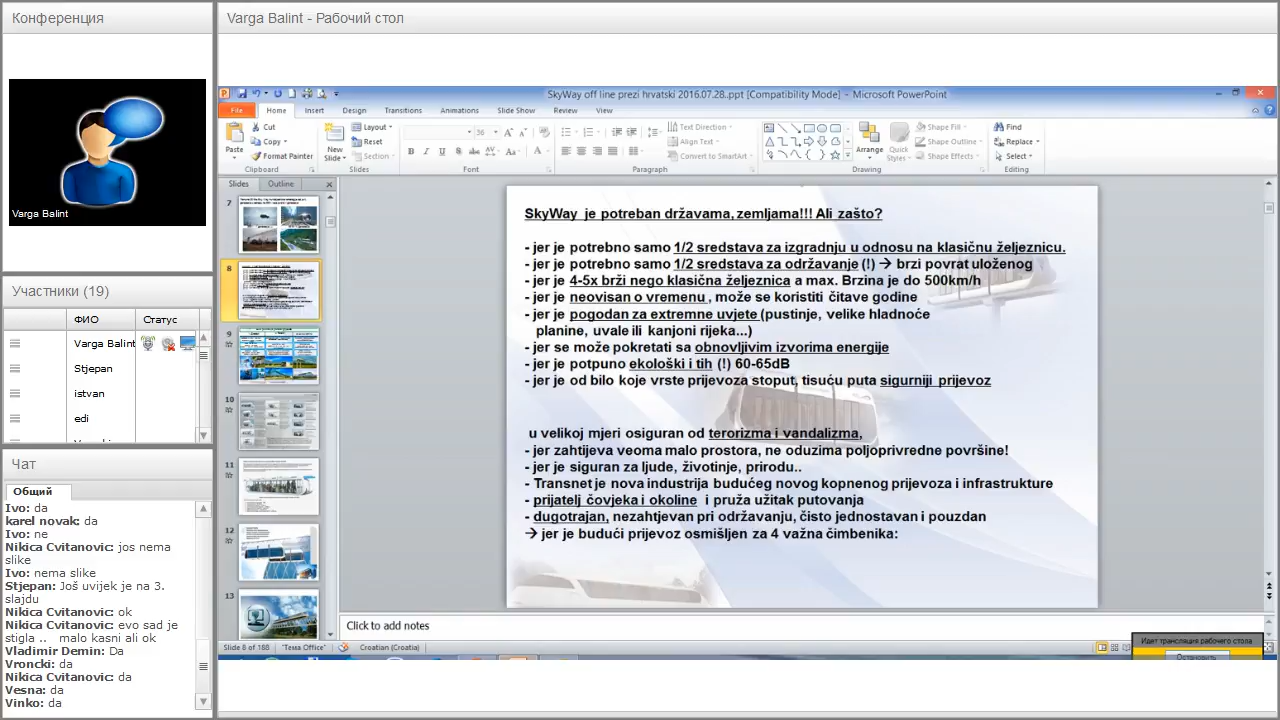 Конференция
Varga Balint - Рабочий стол
Varga Balint
Участники (19)
ФИО
Статус
Varga Balint
Stjepan
istvan
edi
Чат
Общий
Ivo: da
karel novak: da
Ivo: ne
Nikica Cvitanovic: jos nema
slike
Ivo: nema slike
Stjepan: Još uvijek je na 3.
slajdu
Nikica Cvitanovic: ok
Nikica Cvitanovic: evo sad je
stiglo.. malo kasni ali ok
Vladimir Demin: Da
Vroncki: da
Nikica Cvitanovic: da
Vesna: da
Vinko: da
SkyWay off line prezi hrvatski 2016.07.28..ppt [Compatibility Mode] – Microsoft PowerPoint
File Home Insert Design Transitions Animations Slide Show Review View
Paste
Cut
Copy
Format Painter
Clipboard
New
Slide
Layout
Reset
Section
Slides
36
Font
Text Direction
Align Text
Convert to SmartArt
Paragraph
Arrange
Quick
Styles
Shape Fill
Shape Outline
Shape Effects
Drawing
Find
Replace
Select
Editing
Slides Outline
7
8
9
10
11
12
13
SkyWay je potreban državama, zemljama!!! Ali zašto?
- jer je potrebno samo 1/2 sredstava za izgradnju u odnosu na klasičnu željeznicu.
- jer je potrebno samo 1/2 sredstava za održavanje (!) → brzi povrat uloženog
- jer je 4-5x brži nego klasična željeznica a max. Brzina je do 500km/h
- jer je neovisan o vremenu , može se koristiti čitave godine
- jer je pogodan za extremne uvjete (pustinje, velike hladnoće
planine, uvale ili kanjoni rijeka...)
- jer se može pokretati s obnovljivim izvorima energije
- jer je potpuno ekološki i tih (!) 60-65dB
- jer je od bilo koje vrste prijevoza stoput, tisuću puta sigurniji prijevoz
u velikoj mjeri osiguran od terorizma i vandalizma,
- jer zahtijeva veoma malo prostora, ne oduzima poljoprivredne površine!
- jer je siguran za ljude, životinje, prirodu..
- Transnet je nova industrija budućeg novog kopnenog prijevoza i infrastrukture
- prijatelj čovjeka i okoline i pruža užitak putovanja
- dugotrajan, nezahtjevan pri održavanju, čisto jednostavan i pouzdan
→ jer je budući prijevoz osmišljen za 4 važna čimbenika:
Click to add notes
Slide 8 of 188
"Тема Office"
Croatian (Croatia)
Идет трансляция рабочего стола
Остановить